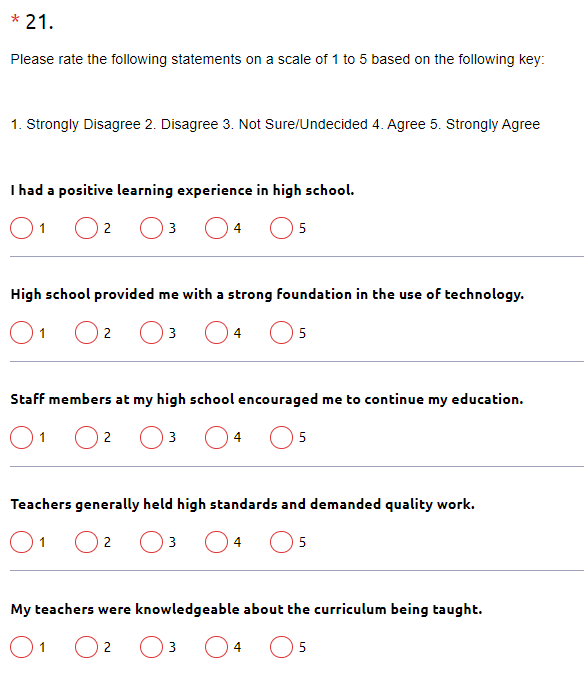 * 21.
Please rate the following statements on a scale of 1 to 5 based on the following key:
1. Strongly Disagree 2. Disagree 3. Not Sure/Undecided 4. Agree 5. Strongly Agree
I had a positive learning experience in high school.
1 2 3 4 5
High school provided me with a strong foundation in the use of technology.
1 2 3 4 5
Staff members at my high school encouraged me to continue my education.
1 2 3 4 5
Teachers generally held high standards and demanded quality work.
1 2 3 4 5
My teachers were knowledgeable about the curriculum being taught.
1 2 3 4 5